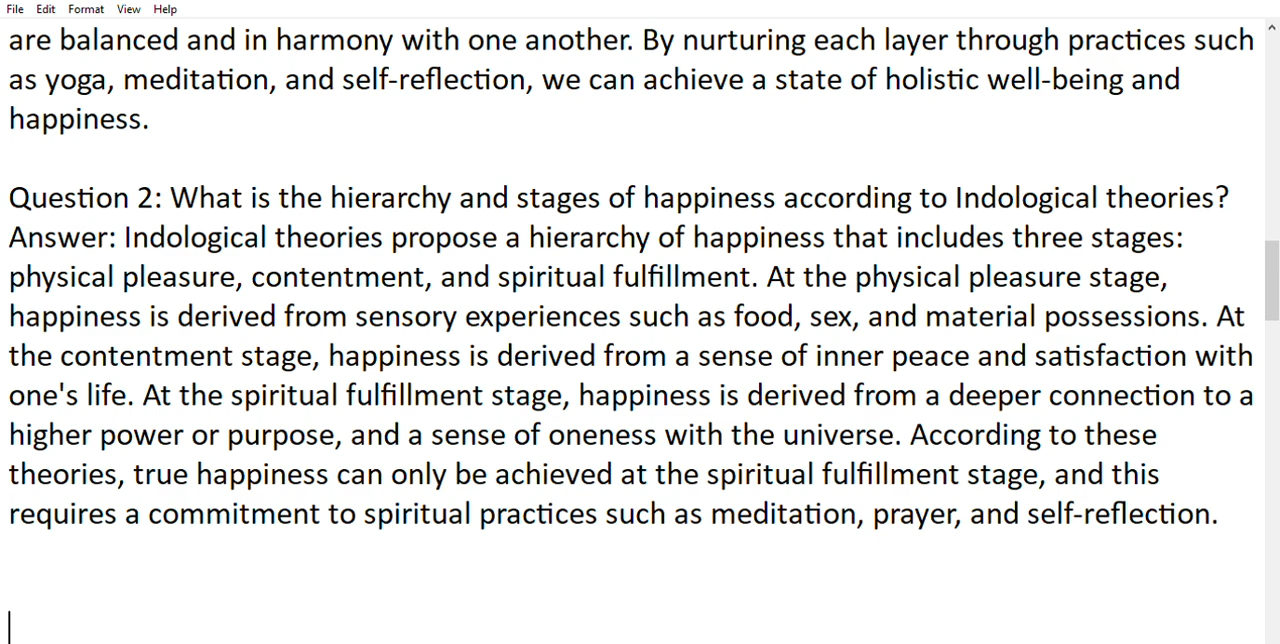 File Edit Format View Help
are balanced and in harmony with one another. By nurturing each layer through practices such
as yoga, meditation, and self-reflection, we can achieve a state of holistic well-being and
happiness.
Question 2: What is the hierarchy and stages of happiness according to Indological theories?
Answer: Indological theories propose a hierarchy of happiness that includes three stages:
physical pleasure, contentment, and spiritual fulfillment. At the physical pleasure stage,
happiness is derived from sensory experiences such as food, sex, and material possessions. At
the contentment stage, happiness is derived from a sense of inner peace and satisfaction with
one's life. At the spiritual fulfillment stage, happiness is derived from a deeper connection to a
higher power or purpose, and a sense of oneness with the universe. According to these
theories, true happiness can only be achieved at the spiritual fulfillment stage, and this
requires a commitment to spiritual practices such as meditation, prayer, and self-reflection.